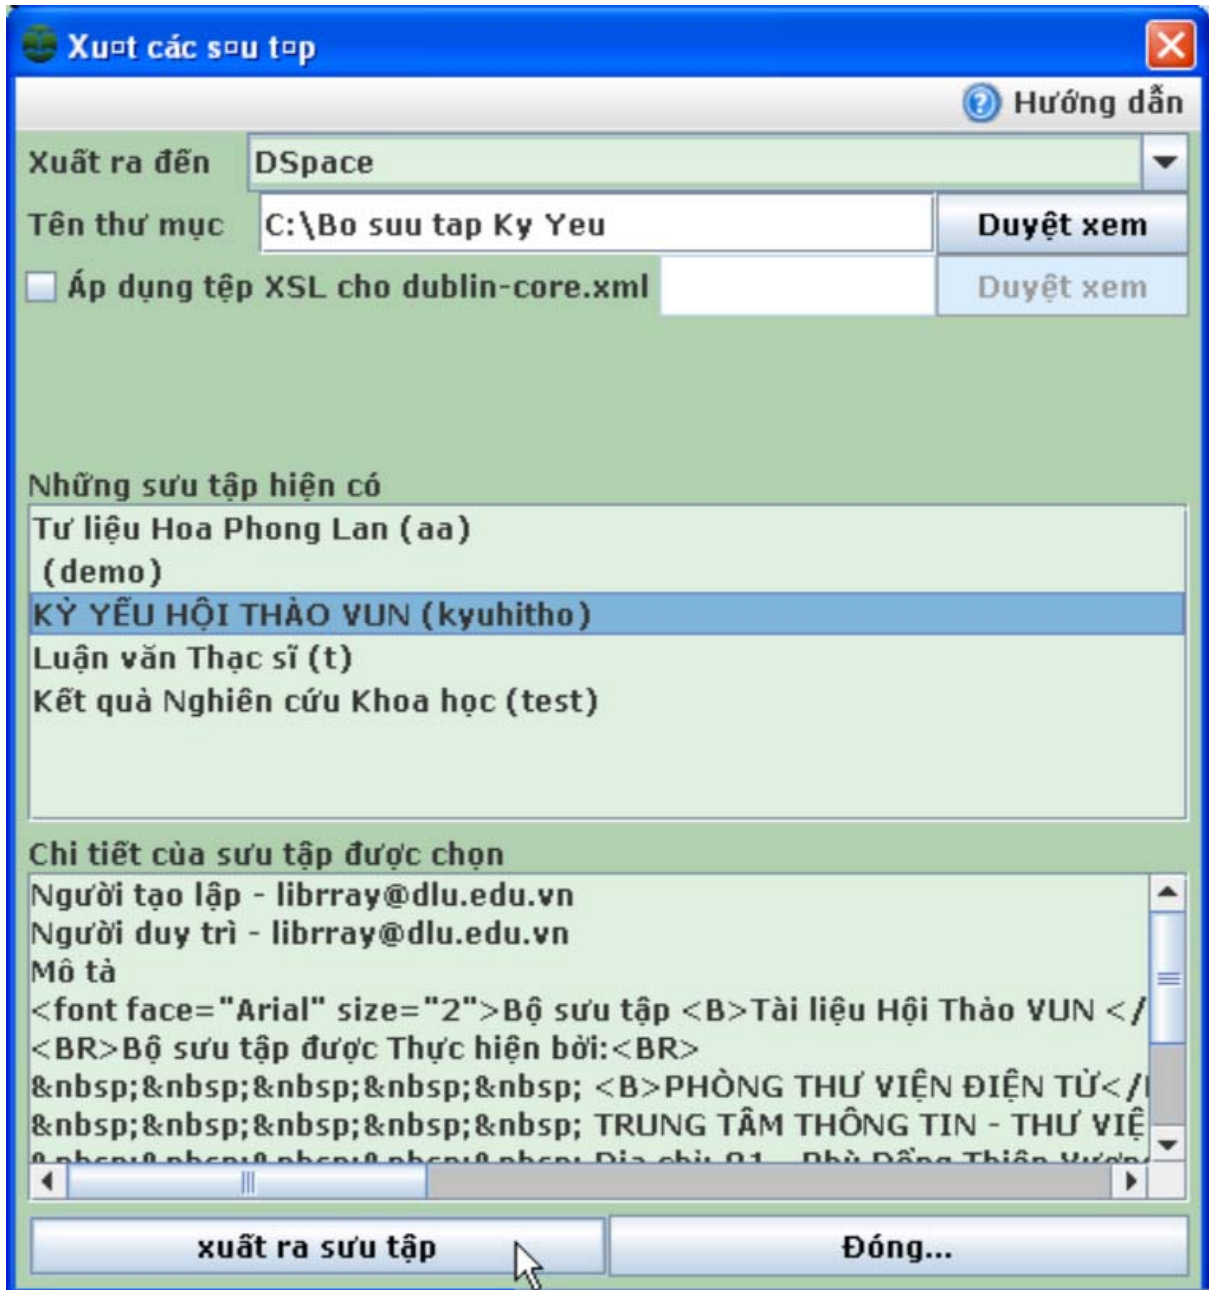 Xu¤t các s¤u t¤p
Hướng dẫn
Xuất ra đến DSpace
Tên thư mục C:\Bo suu tap Ky Yeu Duyệt xem
Áp dụng tệp XSL cho dublin-core.xml Duyệt xem
Những sưu tập hiện có
Tư liệu Hoa Phong Lan (aa)
(demo)
KỶ YẾU HỘI THẢO VUN (kyuhitho)
Luận văn Thạc sĩ (t)
Kết quả Nghiên cứu Khoa học (test)
Chi tiết của sưu tập được chọn
Người tạo lập - librray@dlu.edu.vn
Người duy trì - librray@dlu.edu.vn
Mô tả
<font face="Arial" size="2">Bộ sưu tập <B>Tài liệu Hội Thảo VUN </
<BR>Bộ sưu tập được Thực hiện bởi:<BR>
&nbsp;&nbsp;&nbsp;&nbsp;&nbsp; <B>PHÒNG THƯ VIỆN ĐIỆN TỬ</
&nbsp;&nbsp;&nbsp;&nbsp;&nbsp; TRUNG TÂM THÔNG TIN - THƯ VIỆ
xuất ra sưu tập Đóng...